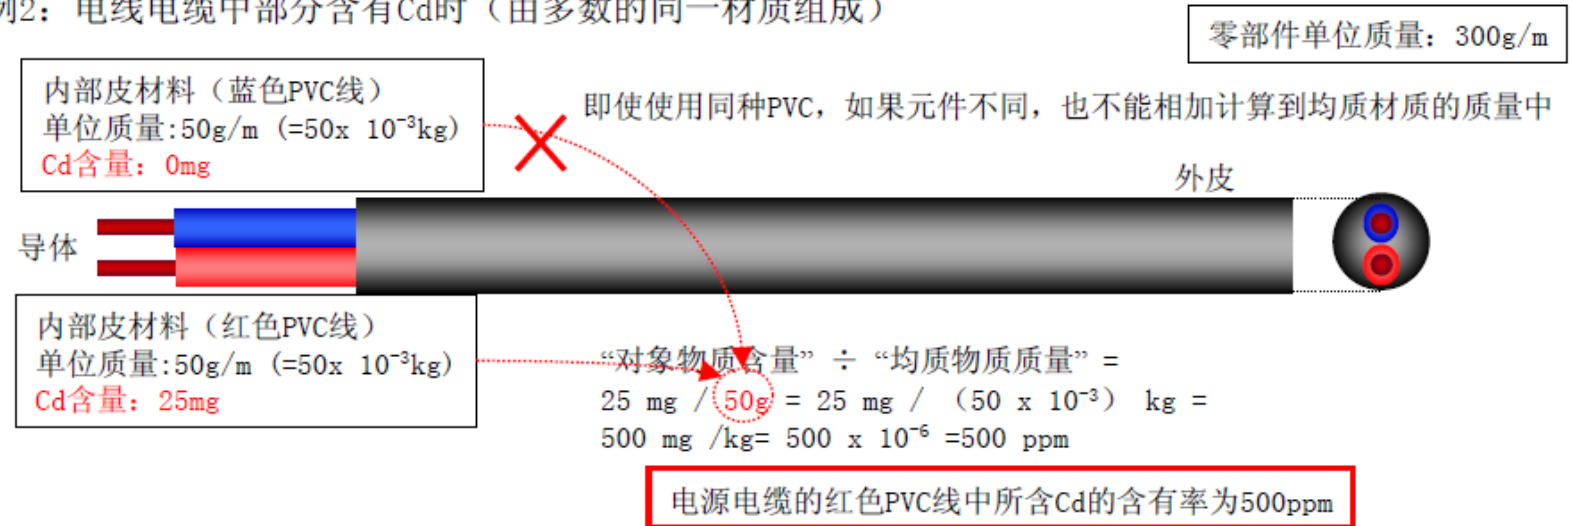 例2：电线电缆中部分含有Cd时（由多数的同一材质组成）
零部件单位质量：300g/m
内部皮材料（蓝色PVC线）
单位质量:50g/m (=50x 10⁻³kg)
Cd含量：0mg
即使使用同种PVC，如果元件不同，也不能相加计算到均质材质的质量中
外皮
导体
内部皮材料（红色PVC线）
单位质量:50g/m (=50x 10⁻³kg)
Cd含量：25mg
“对象物质含量” ÷ “均质物质质量” =
25 mg / 50g = 25 mg / （50 x 10⁻³） kg =
500 mg /kg= 500 x 10⁻⁶ =500 ppm
电源电缆的红色PVC线中所含Cd的含有率为500ppm